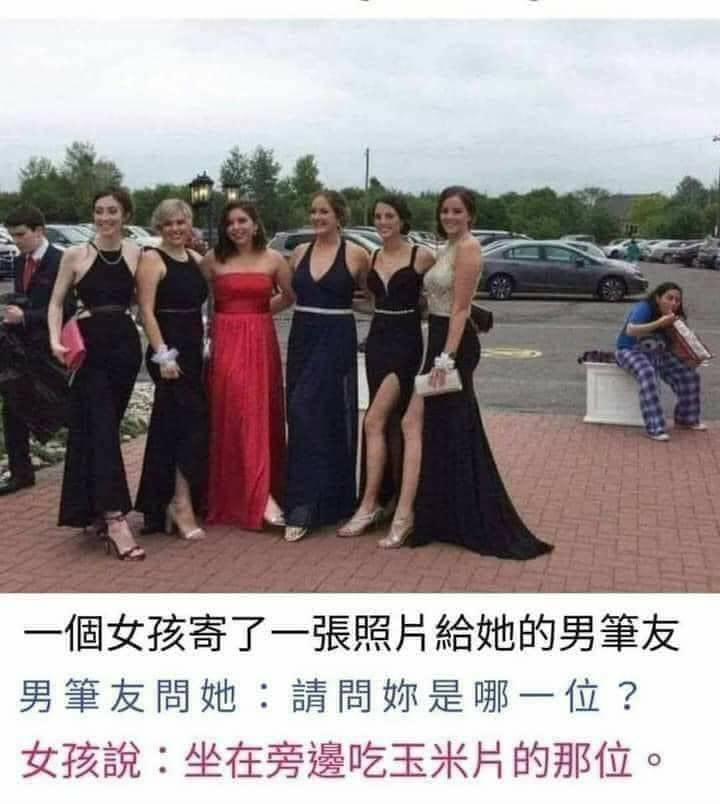 一個女孩寄了一張照片給她的男筆友
男筆友問她：請問妳是哪一位？
女孩說：坐在旁邊吃玉米片的那位。